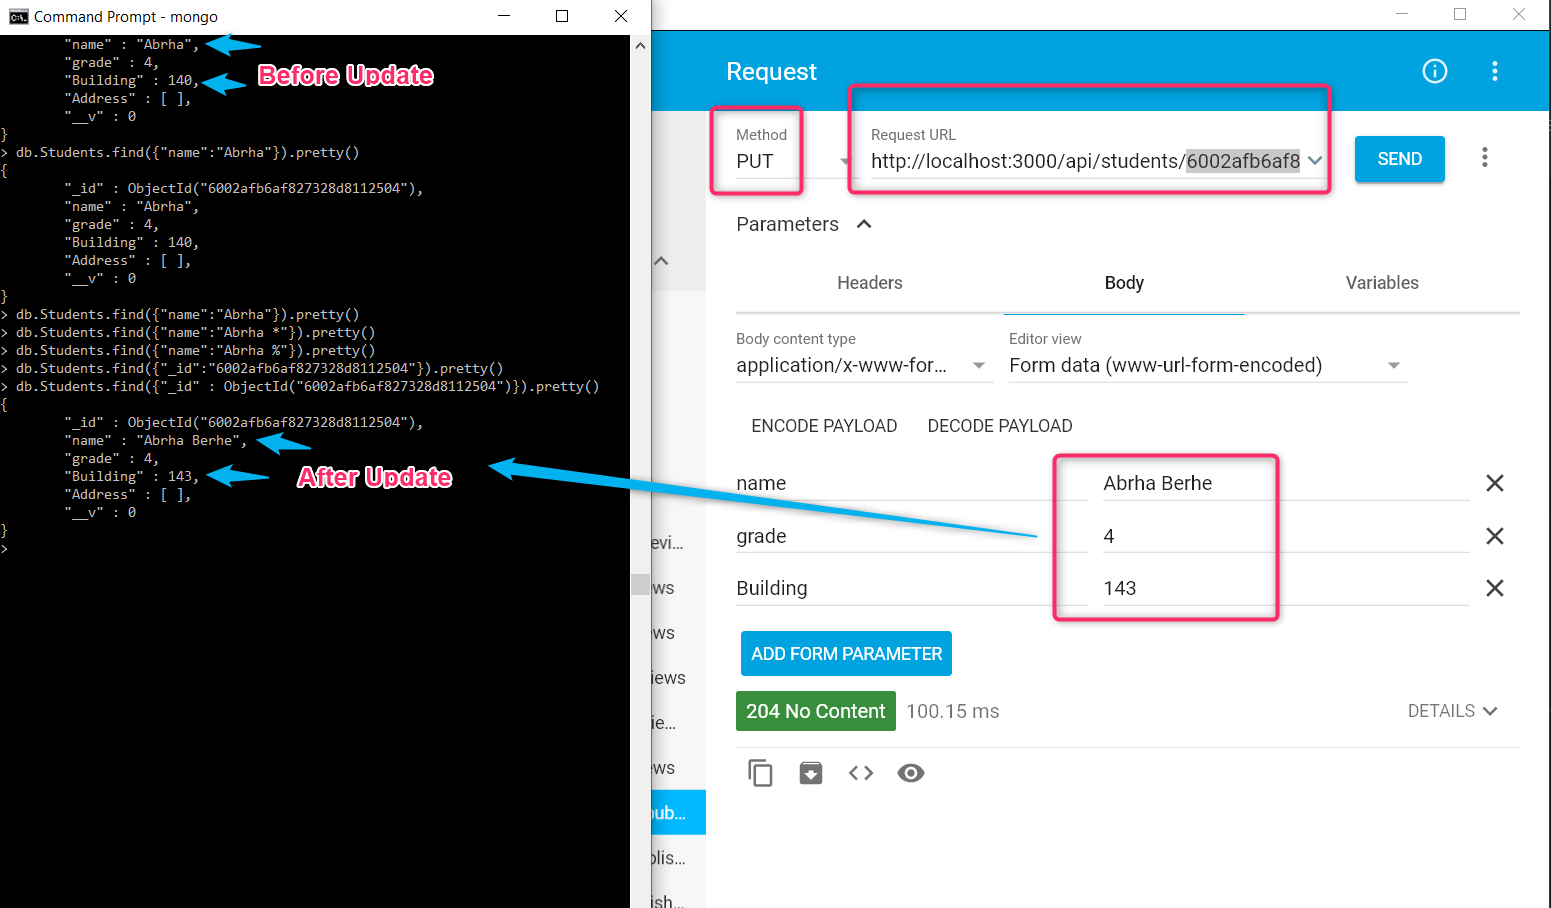 Command Prompt - mongo
"name" : "Abrha",
"grade" : 4,
"Building" : 140,
"Address" : [ ],
"__v" : 0
}
> db.Students.find({"name":"Abrha"}).pretty()
{
"_id" : ObjectId("6002afb6af827328d8112504"),
"name" : "Abrha",
"grade" : 4,
"Building" : 140,
"Address" : [ ],
"__v" : 0
}
> db.Students.find({"name":"Abrha"}).pretty()
> db.Students.find({"name":"Abrha *"}).pretty()
> db.Students.find({"name":"Abrha %"}).pretty()
> db.Students.find({"_id":"6002afb6af827328d8112504"}).pretty()
> db.Students.find({"_id" : ObjectId("6002afb6af827328d8112504")}).pretty()
{
"_id" : ObjectId("6002afb6af827328d8112504"),
"name" : "Abrha Berhe",
"grade" : 4,
"Building" : 143,
"Address" : [ ],
"__v" : 0
}
>
Before Update
After Update
evi...
ews
ws
iews
ie...
ews
oub...
olis...
ish...
Request
Method
PUT
Request URL
http://localhost:3000/api/students/6002afb6af8
SEND
Parameters
Headers Body Variables
Body content type
application/x-www-for...
Editor view
Form data (www-url-form-encoded)
ENCODE PAYLOAD DECODE PAYLOAD
name Abrha Berhe
grade 4
Building 143
ADD FORM PARAMETER
204 No Content 100.15 ms DETAILS